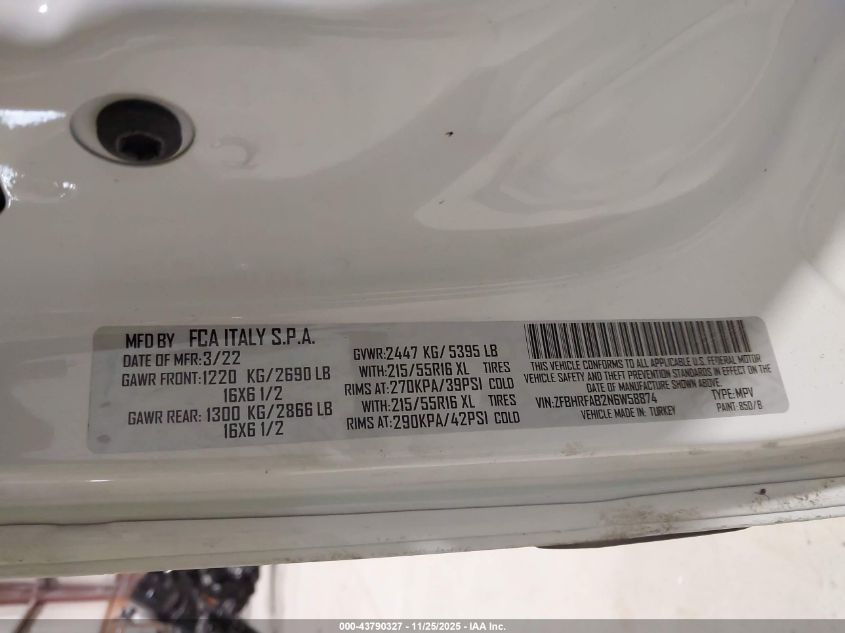 MFD BY FCA ITALY S.P.A.
DATE OF MFR:3/22
GAWR FRONT:1220 KG/2690 LB
16X6 1/2
GAWR REAR: 1300 KG/2866 LB
16X6 1/2
GVWR:2447 KG/ 5395 LB
WITH:215/55R16 XL TIRES
RIMS AT:270KPA/39PSI COLD
WITH:215/55R16 XL TIRES
RIMS AT:290KPA/42PSI COLD
THIS VEHICLE CONFORMS TO ALL APPLICABLE U.S. FEDERAL MOTOR
VEHICLE SAFETY AND THEFT PREVENTION STANDARDS IN EFFECT ON THE
DATE OF MANUFACTURE SHOWN ABOVE.
VIN:ZFBHRFAB2N6W58874 TYPE:MPV
VEHICLE MADE IN: TURKEY PAINT: 850/B
000-43790327 - 11/25/2025 - IAA Inc.